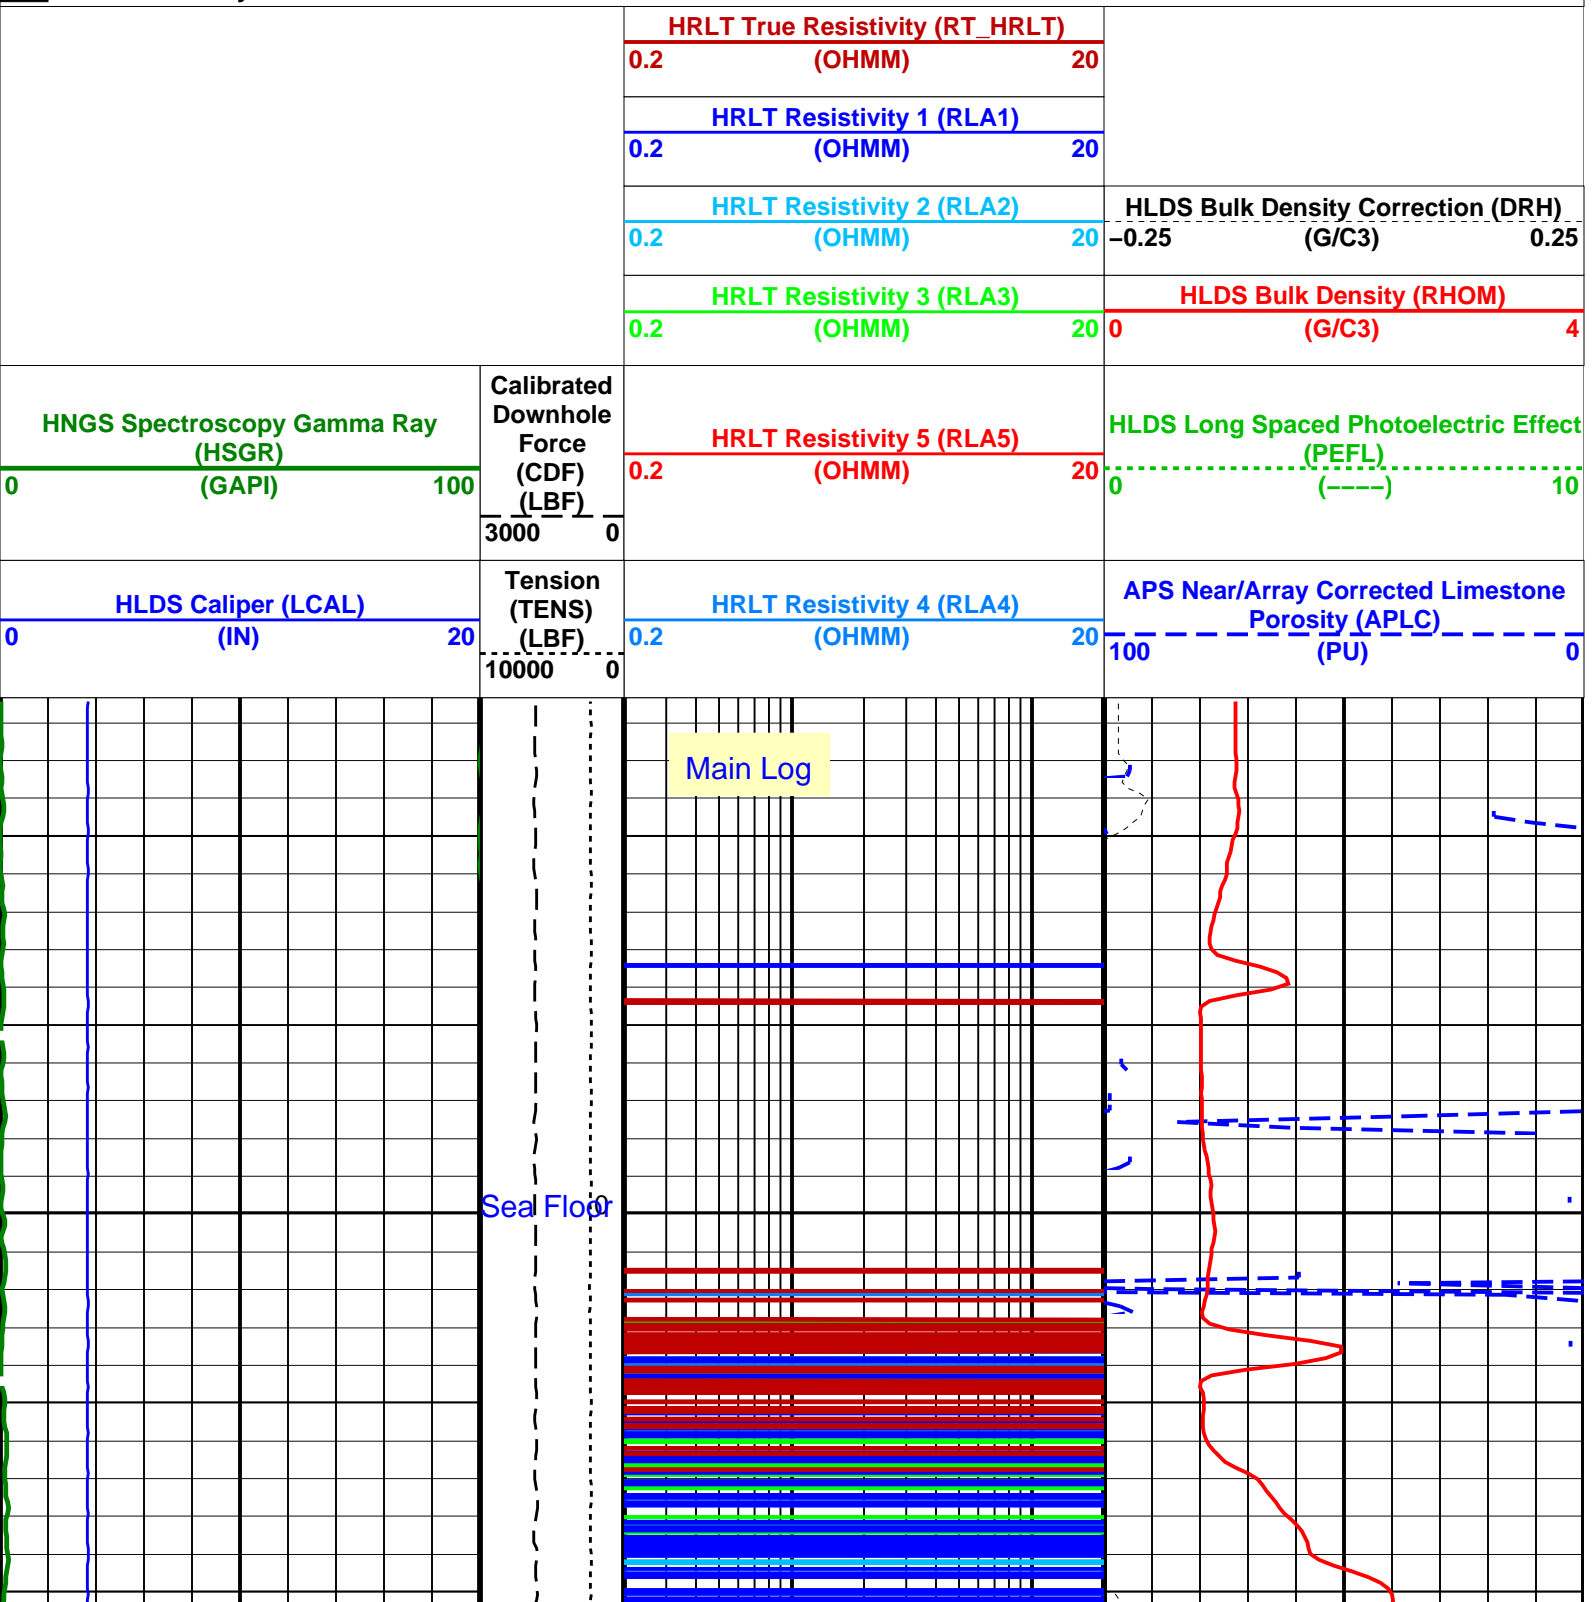 HRLT True Resistivity (RT_HRLT)
0.2 (OHMM) 20
HRLT Resistivity 1 (RLA1)
0.2 (OHMM) 20
HRLT Resistivity 2 (RLA2)
0.2 (OHMM) 20
HLDS Bulk Density Correction (DRH)
−0.25 (G/C3) 0.25
HRLT Resistivity 3 (RLA3)
0.2 (OHMM) 20
HLDS Bulk Density (RHOM)
0 (G/C3) 4
HNGS Spectroscopy Gamma Ray
(HSGR)
0 (GAPI) 100
Calibrated
Downhole
Force
(CDF)
(LBF)
3000 0
HRLT Resistivity 5 (RLA5)
0.2 (OHMM) 20
HLDS Long Spaced Photoelectric Effect
(PEFL)
0 (−−−−) 10
HLDS Caliper (LCAL)
0 (IN) 20
Tension
(TENS)
(LBF)
10000 0
HRLT Resistivity 4 (RLA4)
0.2 (OHMM) 20
APS Near/Array Corrected Limestone
Porosity (APLC)
100 (PU) 0
Main Log
Sea Floor
0